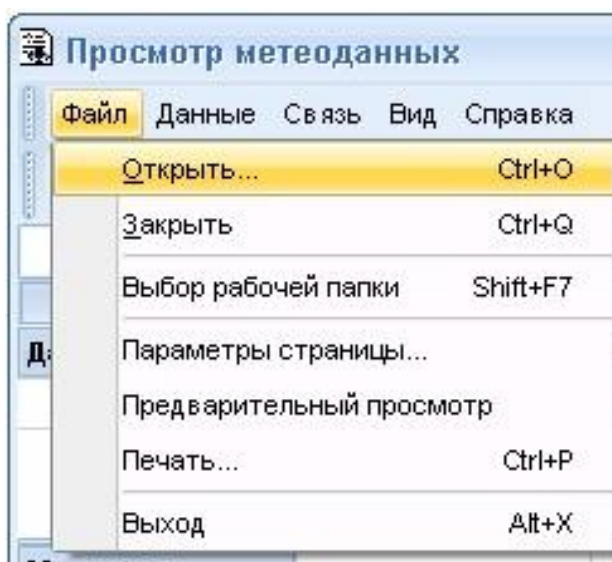 Просмотр метеоданных
Файл Данные Связь Вид Справка
Открыть... Ctrl+O
Закрыть Ctrl+Q
Выбор рабочей папки Shift+F7
Параметры страницы...
Предварительный просмотр
Печать... Ctrl+P
Выход Alt+X